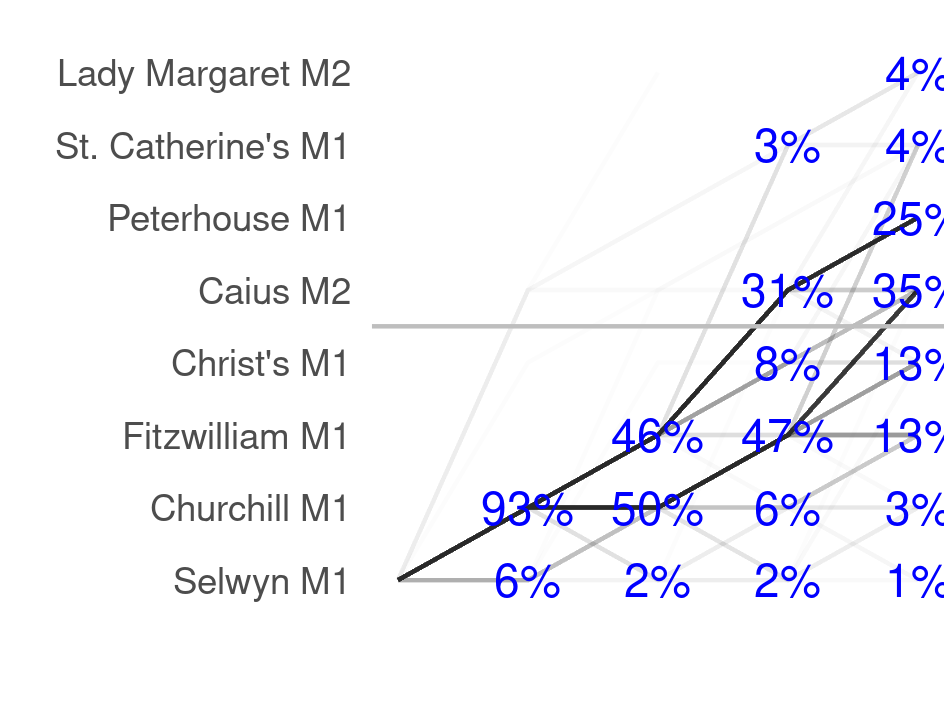 Lady Margaret M2 4%
St. Catherine's M1 3% 4%
Peterhouse M1 25%
Caius M2 31% 35%
Christ's M1 8% 13%
Fitzwilliam M1 46% 47% 13%
Churchill M1 93% 50% 6% 3%
Selwyn M1 6% 2% 2% 1%